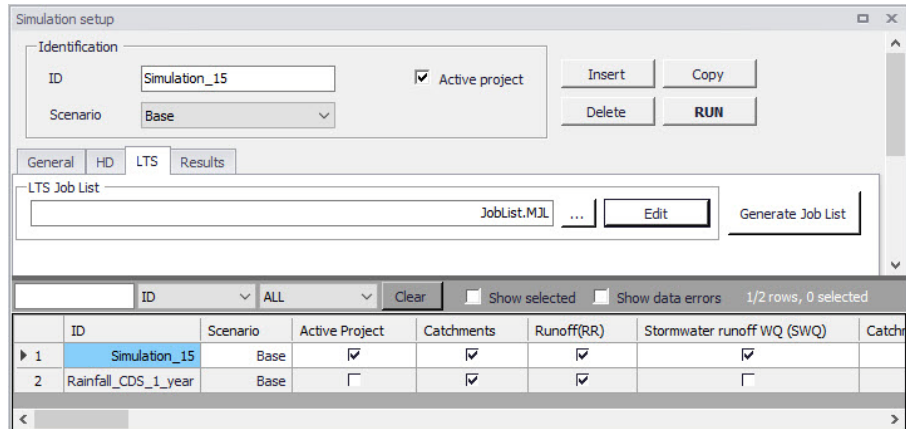 Simulation setup
Identification
ID Simulation_15 Active project Insert Copy
Scenario Base Delete RUN
General HD LTS Results
LTS Job List
JobList.MJL ... Edit Generate Job List
ID ALL Clear Show selected Show data errors 1/2 rows, 0 selected
ID Scenario Active Project Catchments Runoff(RR) Stormwater runoff WQ (SWQ) Catchr
1 Simulation_15 Base
2 Rainfall_CDS_1_year Base